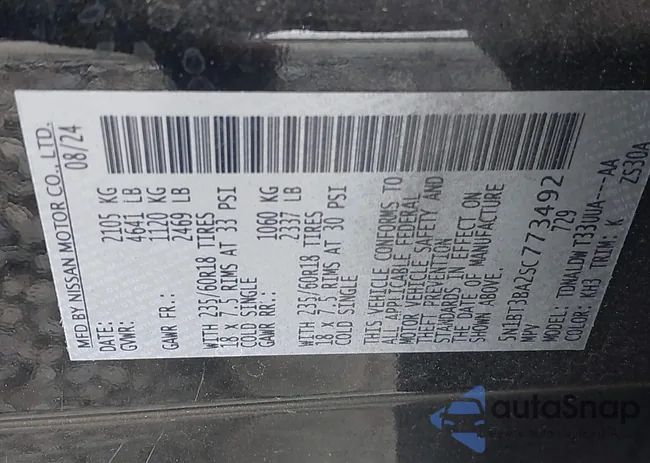 MFD BY NISSAN MOTOR CO., LTD.
DATE: 08/24
GVWR: 2105 KG
4641 LB
GAWR FR.: 1120 KG
2469 LB
WITH 235/60R18 TIRES
18 x 7.5 RIMS AT 33 PSI
COLD SINGLE
GAWR RR.: 1060 KG
2337 LB
WITH 235/60R18 TIRES
18 x 7.5 RIMS AT 30 PSI
COLD SINGLE
THIS VEHICLE CONFORMS TO
ALL APPLICABLE FEDERAL
MOTOR VEHICLE SAFETY AND
THEFT PREVENTION
STANDARDS IN EFFECT ON
THE DATE OF MANUFACTURE
SHOWN ABOVE.
5N1BT3BA2SC773492
MPV 729
MODEL: TDNALDW T33UUA---AA
COLOR: KH3 TRIM: K ZS30A
autoSnap